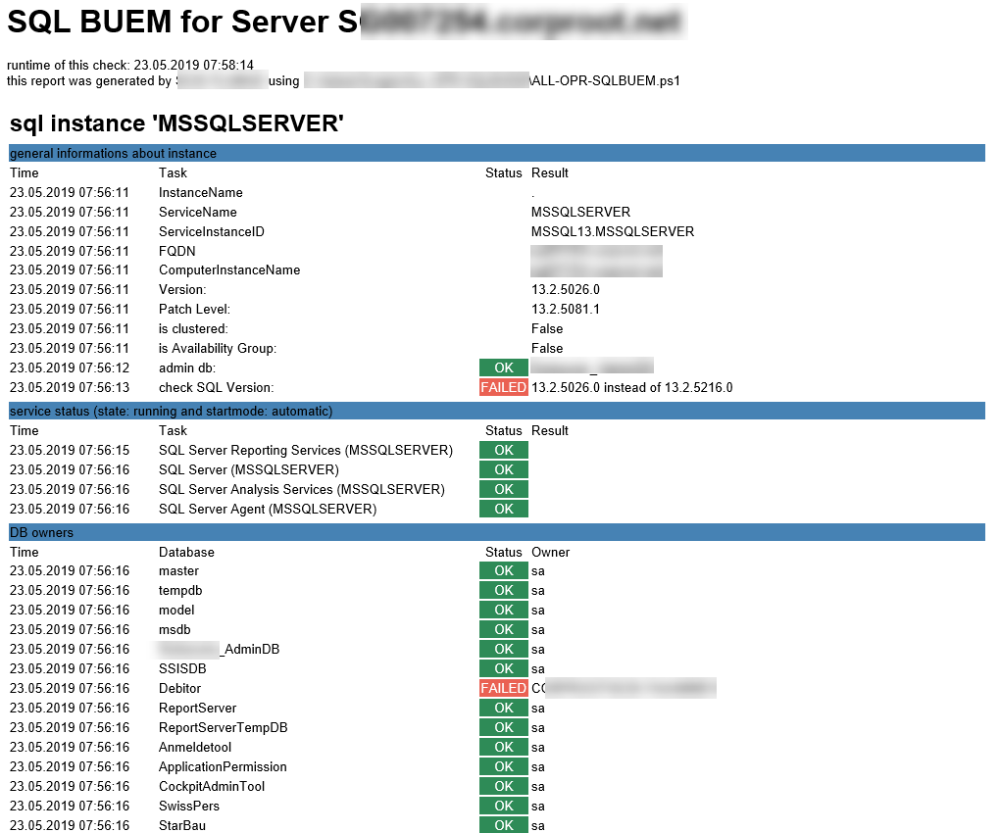 SQL BUEM for Server
runtime of this check: 23.05.2019 07:58:14
this report was generated by using \ALL-OPR-SQLBUEM.ps1
sql instance 'MSSQLSERVER'
general informations about instance
Time Task Status Result
23.05.2019 07:56:11 InstanceName .
23.05.2019 07:56:11 ServiceName MSSQLSERVER
23.05.2019 07:56:11 ServiceInstanceID MSSQL13.MSSQLSERVER
23.05.2019 07:56:11 FQDN
23.05.2019 07:56:11 ComputerInstanceName
23.05.2019 07:56:11 Version: 13.2.5026.0
23.05.2019 07:56:11 Patch Level: 13.2.5081.1
23.05.2019 07:56:11 is clustered: False
23.05.2019 07:56:11 is Availability Group: False
23.05.2019 07:56:12 admin db: OK
23.05.2019 07:56:13 check SQL Version: FAILED 13.2.5026.0 instead of 13.2.5216.0
service status (state: running and startmode: automatic)
Time Task Status Result
23.05.2019 07:56:15 SQL Server Reporting Services (MSSQLSERVER) OK
23.05.2019 07:56:16 SQL Server (MSSQLSERVER) OK
23.05.2019 07:56:16 SQL Server Analysis Services (MSSQLSERVER) OK
23.05.2019 07:56:16 SQL Server Agent (MSSQLSERVER) OK
DB owners
Time Database Status Owner
23.05.2019 07:56:16 master OK sa
23.05.2019 07:56:16 tempdb OK sa
23.05.2019 07:56:16 model OK sa
23.05.2019 07:56:16 msdb OK sa
23.05.2019 07:56:16 _AdminDB OK sa
23.05.2019 07:56:16 SSISDB OK sa
23.05.2019 07:56:16 Debitor FAILED
23.05.2019 07:56:16 ReportServer OK sa
23.05.2019 07:56:16 ReportServerTempDB OK sa
23.05.2019 07:56:16 Anmeldetool OK sa
23.05.2019 07:56:16 ApplicationPermission OK sa
23.05.2019 07:56:16 CockpitAdminTool OK sa
23.05.2019 07:56:16 SwissPers OK sa
23.05.2019 07:56:16 StarBau OK sa